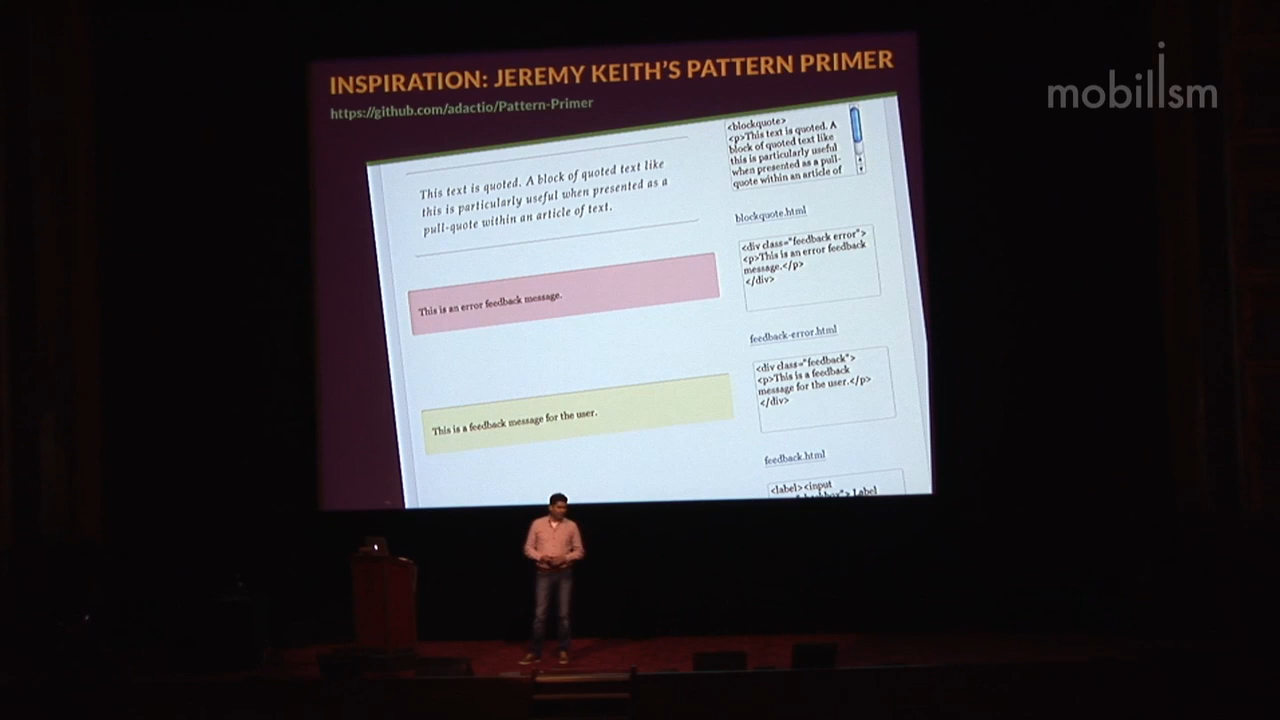 INSPIRATION: JEREMY KEITH'S PATTERN PRIMER
https://github.com/adactio/Pattern-Primer
mobillsm
This text is quoted. A block of quoted text like
this is particularly useful when presented as a
pull-quote within an article of text.
<blockquote>
<p>This text is quoted. A
block of quoted text like
this is particularly useful
when presented as a pull-
quote within an article of
blockquote.html
This is an error feedback message.
<div class="feedback error">
<p>This is an error feedback
message.</p>
</div>
feedback-error.html
This is a feedback message for the user.
<div class="feedback">
<p>This is a feedback
message for the user.</p>
</div>
feedback.html
<label><input
Label